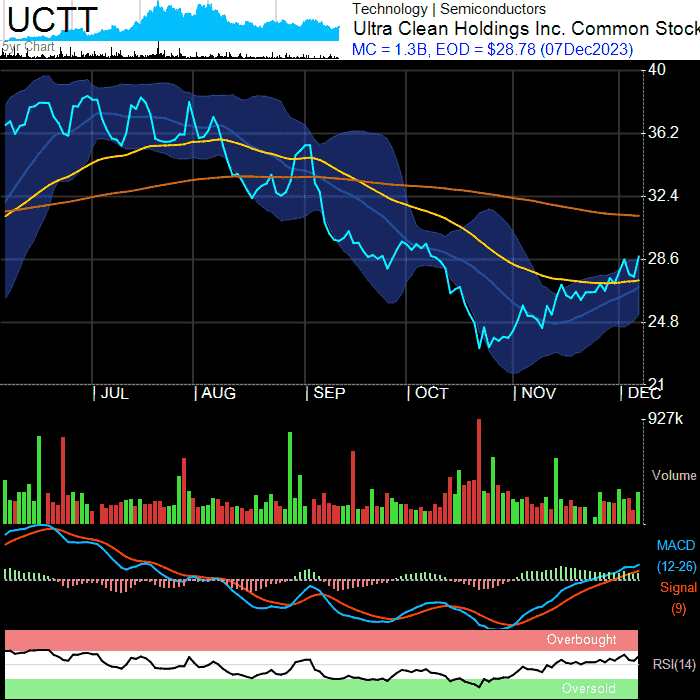 UCTT
5yr Chart
Technology | Semiconductors
Ultra Clean Holdings Inc. Common Stock
MC = 1.3B, EOD = $28.78 (07Dec2023)
40
36.2
32.4
28.6
24.8
21
JUL AUG SEP OCT NOV DEC
927k
Volume
MACD
(12-26)
Signal
(9)
Overbought
RSI(14)
Oversold